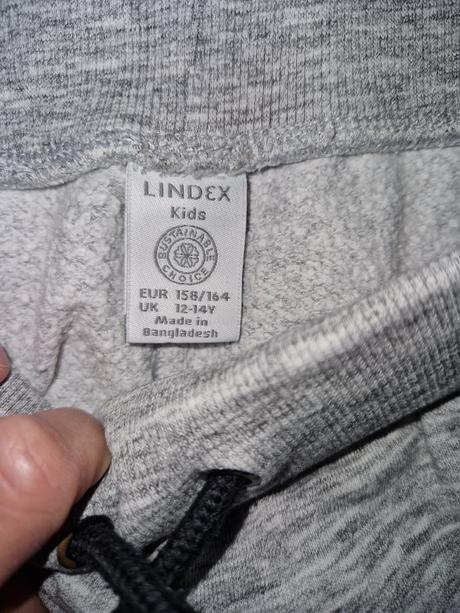 LINDEX
Kids
SUSTAINABLE
CHOICE
EUR 158/164
UK 12-14Y
Made in
Bangladesh